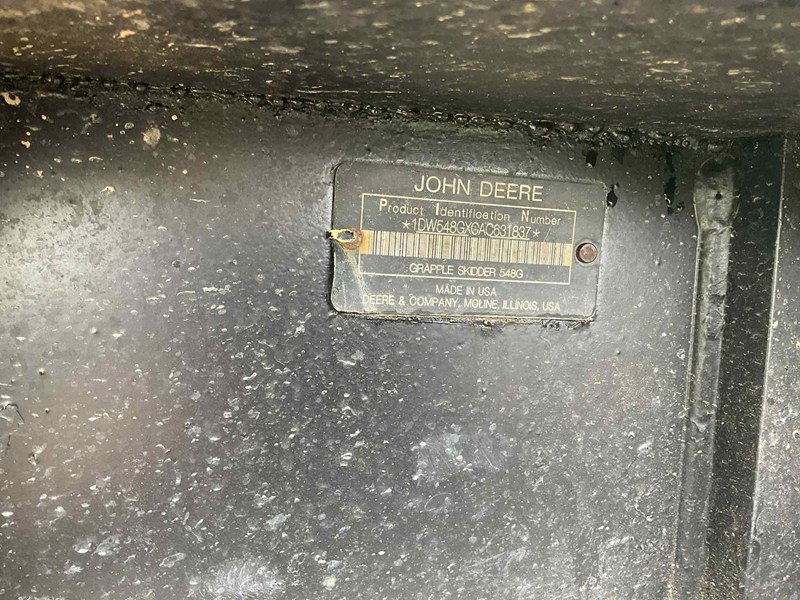 JOHN DEERE
Product Identification Number
*1DW548GXCAC631837*
GRAPPLE SKIDDER 548G
MADE IN USA
DEERE & COMPANY, MOLINE, ILLINOIS, USA